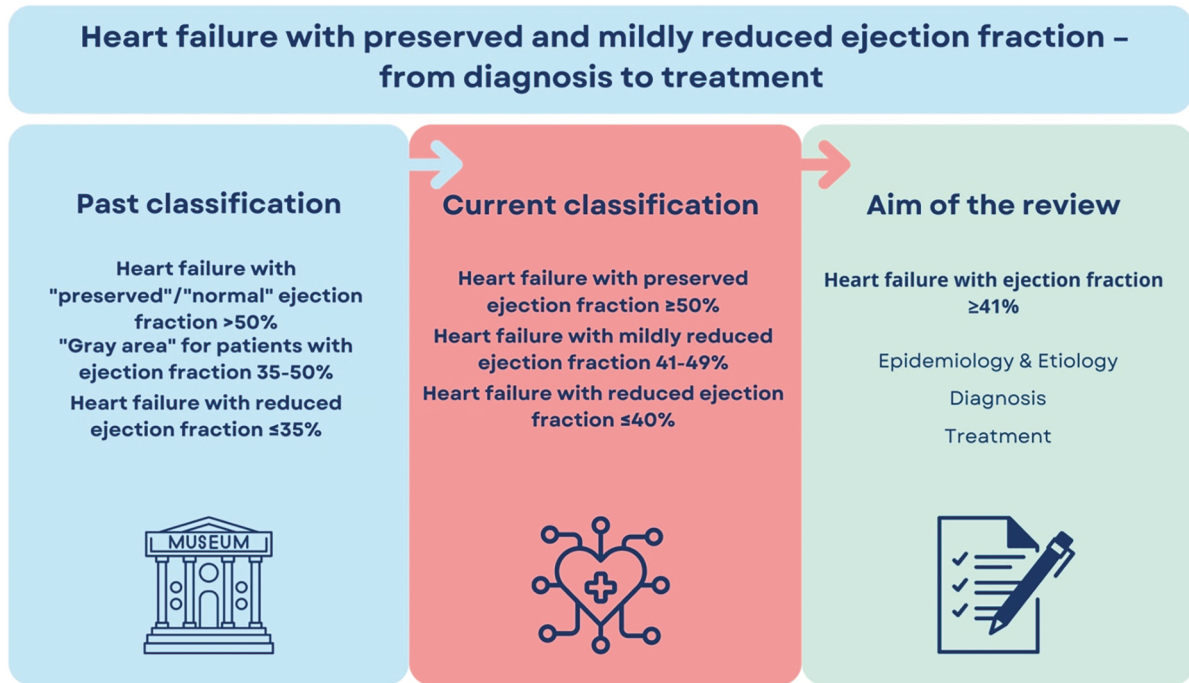 Heart failure with preserved and mildly reduced ejection fraction –
from diagnosis to treatment
Past classification
Heart failure with
"preserved"/"normal" ejection
fraction >50%
"Gray area" for patients with
ejection fraction 35-50%
Heart failure with reduced
ejection fraction ≤35%
MUSEUM
Current classification
Heart failure with preserved
ejection fraction ≥50%
Heart failure with mildly reduced
ejection fraction 41-49%
Heart failure with reduced ejection
fraction ≤40%
Aim of the review
Heart failure with ejection fraction
≥41%
Epidemiology & Etiology
Diagnosis
Treatment